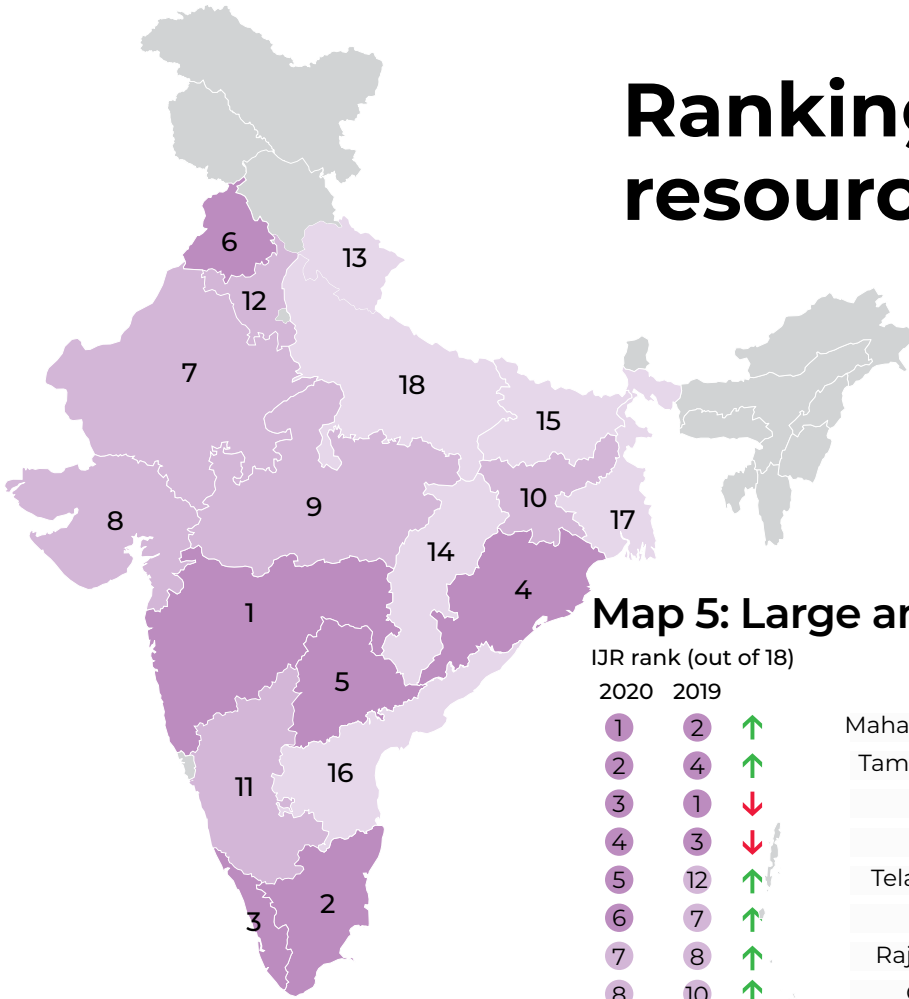 Ranking
resourc
6
13
12
7
18
15
8
9
10
17
14
4
1
5
16
11
2
3
Map 5: Large an
IJR rank (out of 18)
2020 2019
1 2 ↑ Maha
2 4 ↑ Tam
3 1 ↓
4 3 ↓
5 12 ↑ Tela
6 7 ↑
7 8 ↑ Raj
8 10 ↑